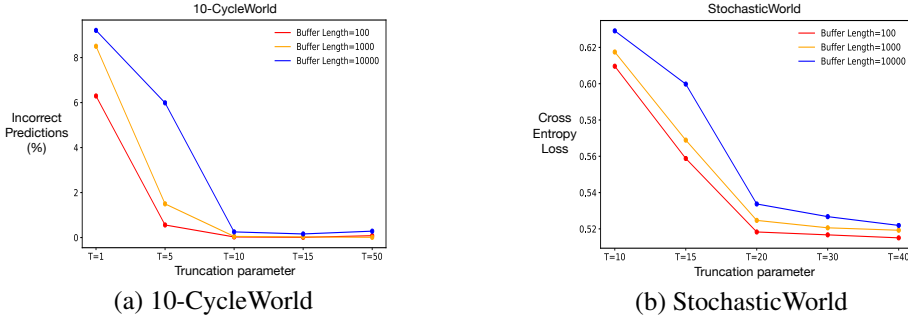 10-CycleWorld
Buffer Length=100
Buffer Length=1000
Buffer Length=10000
8
6
4
2
0
Incorrect
Predictions
(%)
T=1 T=5 T=10 T=15 T=50
Truncation parameter
(a) 10-CycleWorld
StochasticWorld
Buffer Length=100
Buffer Length=1000
Buffer Length=10000
0.62
0.60
0.58
0.56
0.54
0.52
Cross
Entropy
Loss
T=10 T=15 T=20 T=30 T=40
Truncation parameter
(b) StochasticWorld